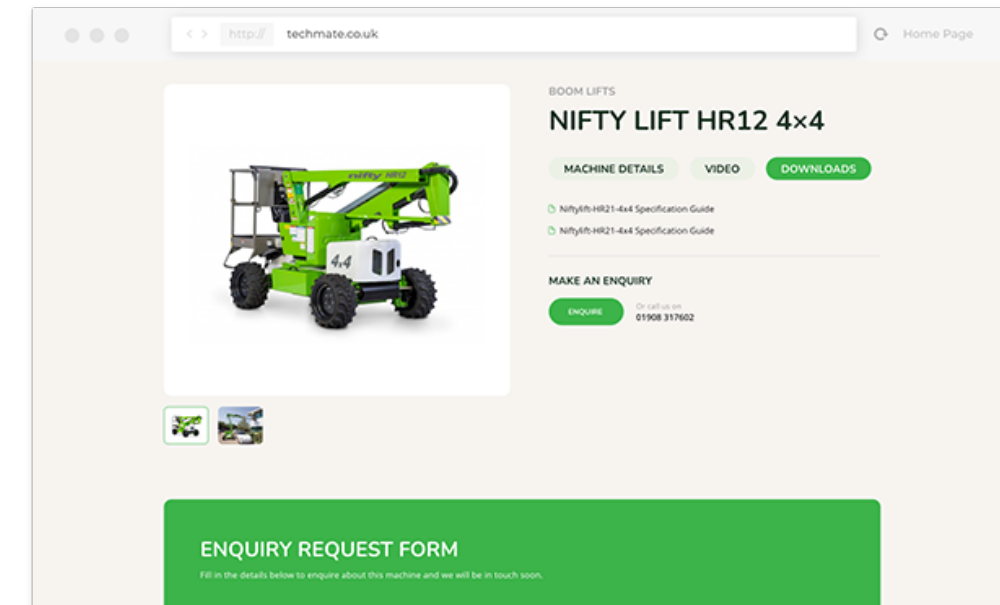 http://
techmate.co.uk
Home Page
BOOM LIFTS
NIFTY LIFT HR12 4×4
MACHINE DETAILS
VIDEO
DOWNLOADS
Niftylift-HR21-4x4 Specification Guide
Niftylift-HR21-4x4 Specification Guide
nifty HR12
4x4
MAKE AN ENQUIRY
ENQUIRE
Or call us on
01908 317602
ENQUIRY REQUEST FORM
Fill in the details below to enquire about this machine and we will be in touch soon.